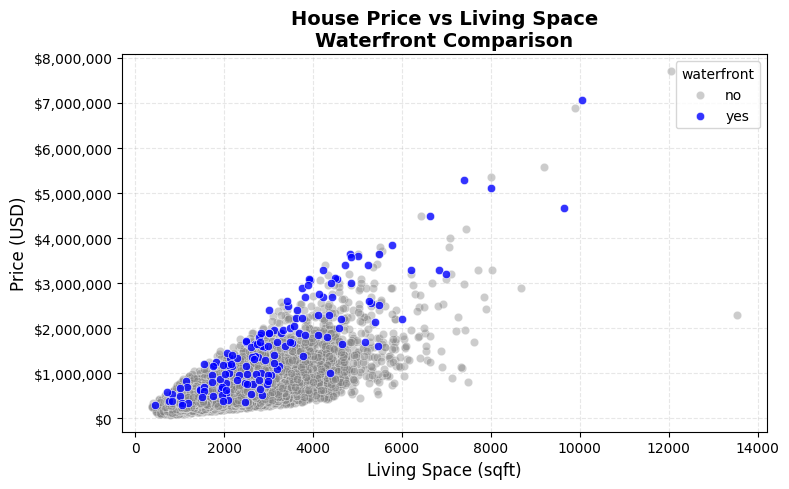 House Price vs Living Space
Waterfront Comparison
$8,000,000
$7,000,000
$6,000,000
$5,000,000
$4,000,000
$3,000,000
$2,000,000
$1,000,000
$0
Price (USD)
waterfront
no
yes
0 2000 4000 6000 8000 10000 12000 14000
Living Space (sqft)